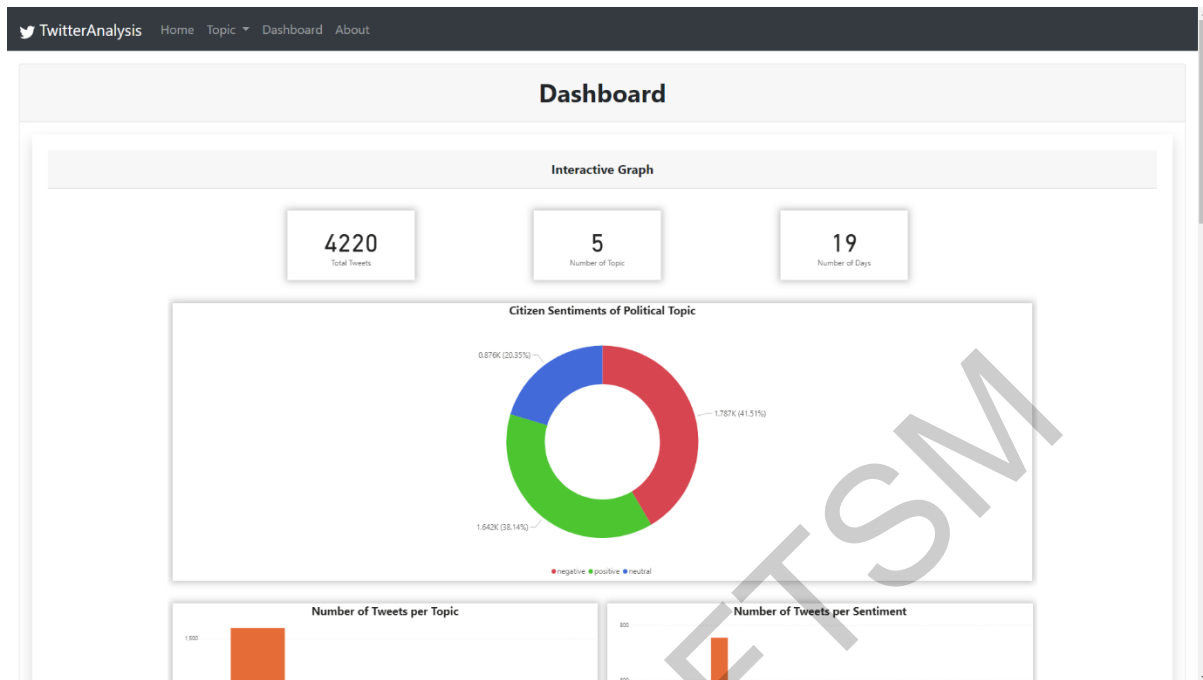 TwitterAnalysis Home Topic Dashboard About
Dashboard
Interactive Graph
4220 5 19
Total Tweets Number of Topic Number of Days
Citizen Sentiments of Political Topic
0.876K (20.35%)
1.787K (41.51%)
1.642K (38.14%)
negative positive neutral
Number of Tweets per Topic Number of Tweets per Sentiment
1,500 800
ETSM